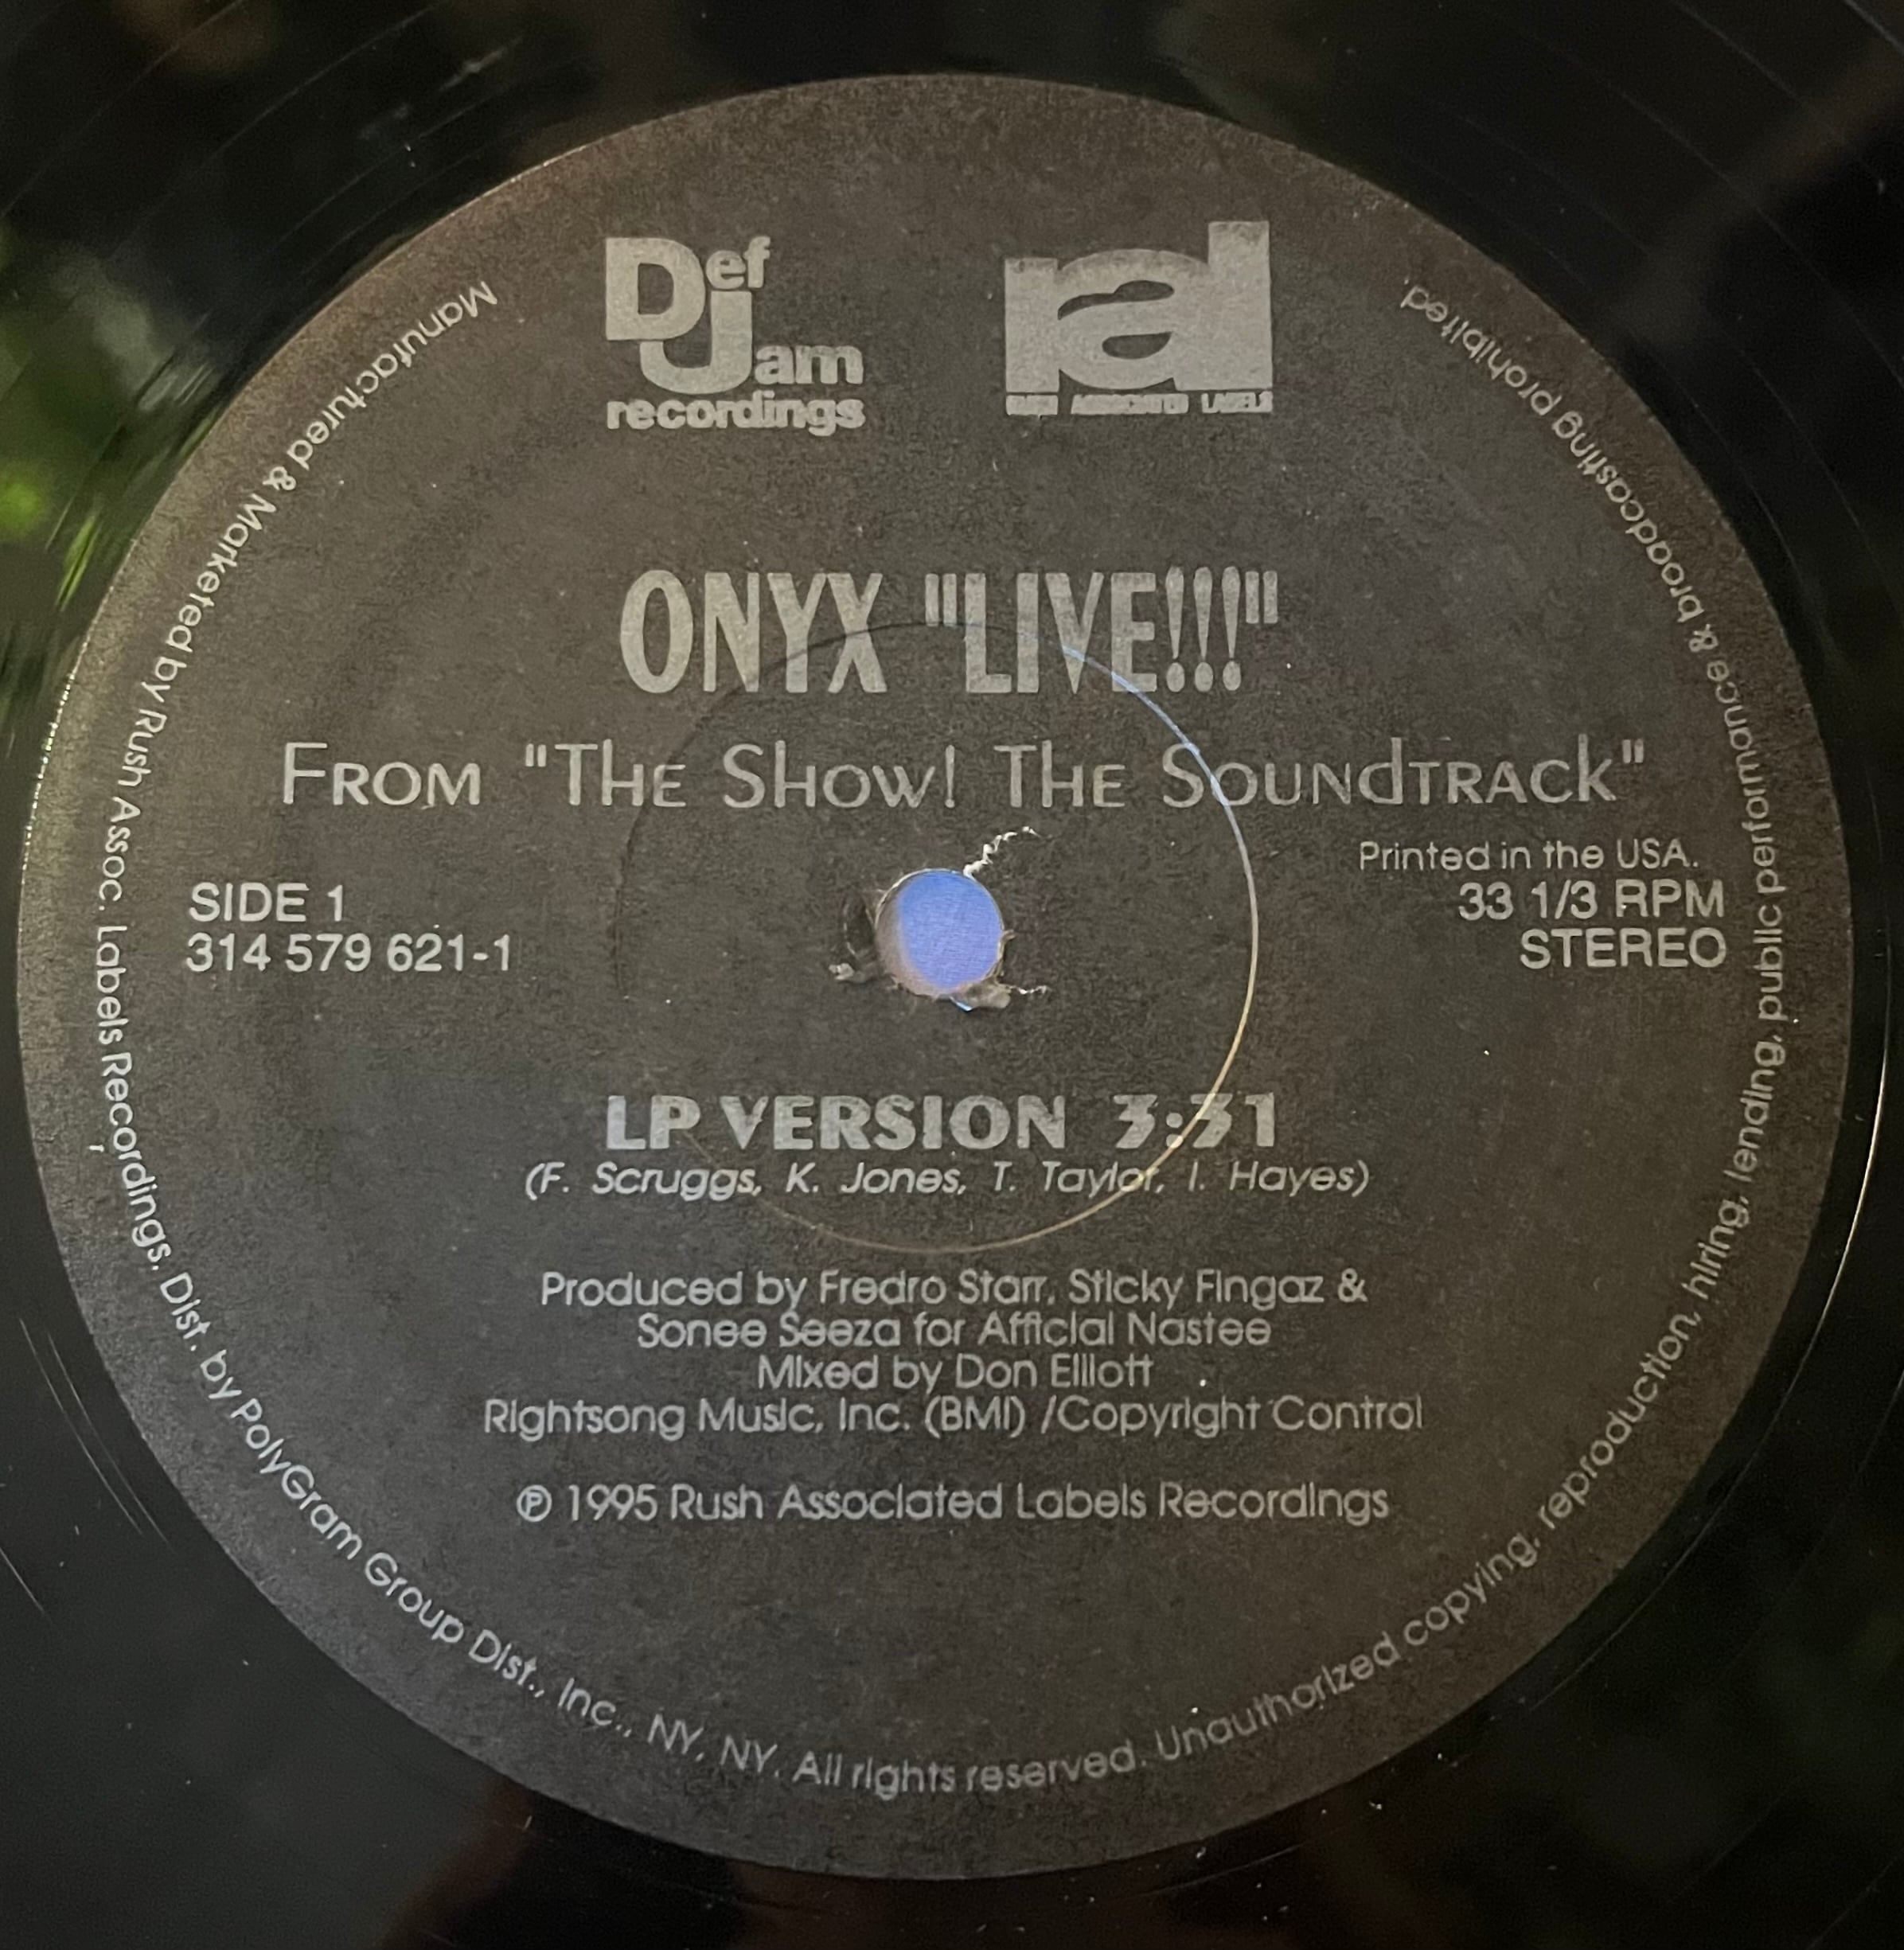 Def Jam
recordings
ral
RUSH ASSOCIATED LABELS
ONYX "LIVE!!!"
FROM "THE SHOW! THE SOUNDTRACK"
SIDE 1
314 579 621-1
Printed in the USA.
33 1/3 RPM
STEREO
LP VERSION 3:31
(F. Scruggs, K. Jones, T. Taylor, I. Hayes)
Produced by Fredro Starr, Sticky Fingaz &
Sonee Seeza for Afficial Nastee
Mixed by Don Elliott
Rightsong Music, Inc. (BMI) /Copyright Control
℗ 1995 Rush Associated Labels Recordings
Manufactured & Marketed by Rush Assoc. Labels Recordings, Dist. by PolyGram Group Dist., Inc., NY, NY. All rights reserved. Unauthorized copying, reproduction, hiring, lending, public performance & broadcasting prohibited